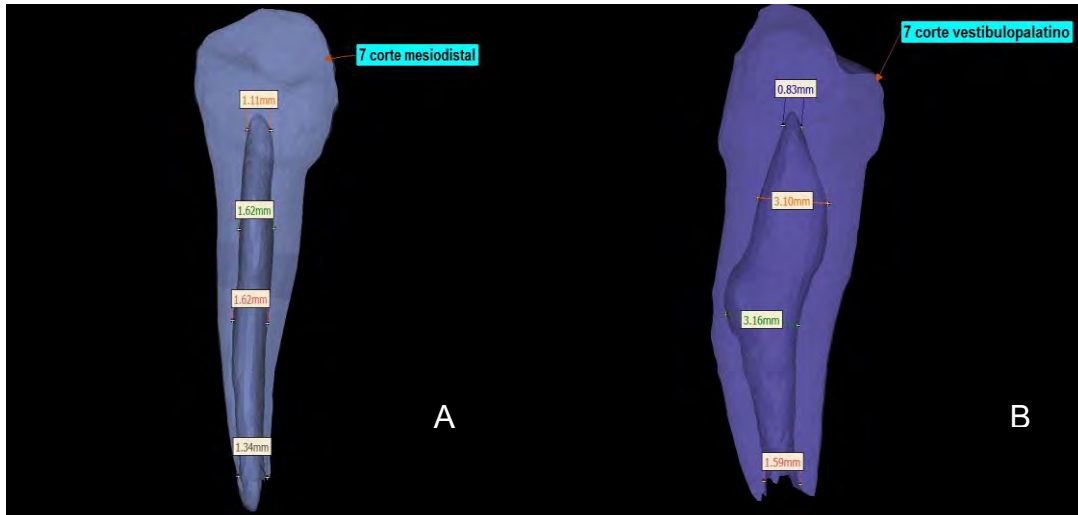 7 corte mesiodistal
1.11mm
1.62mm
1.62mm
1.34mm
A
7 corte vestibulopalatino
0.83mm
3.10mm
3.16mm
1.59mm
B